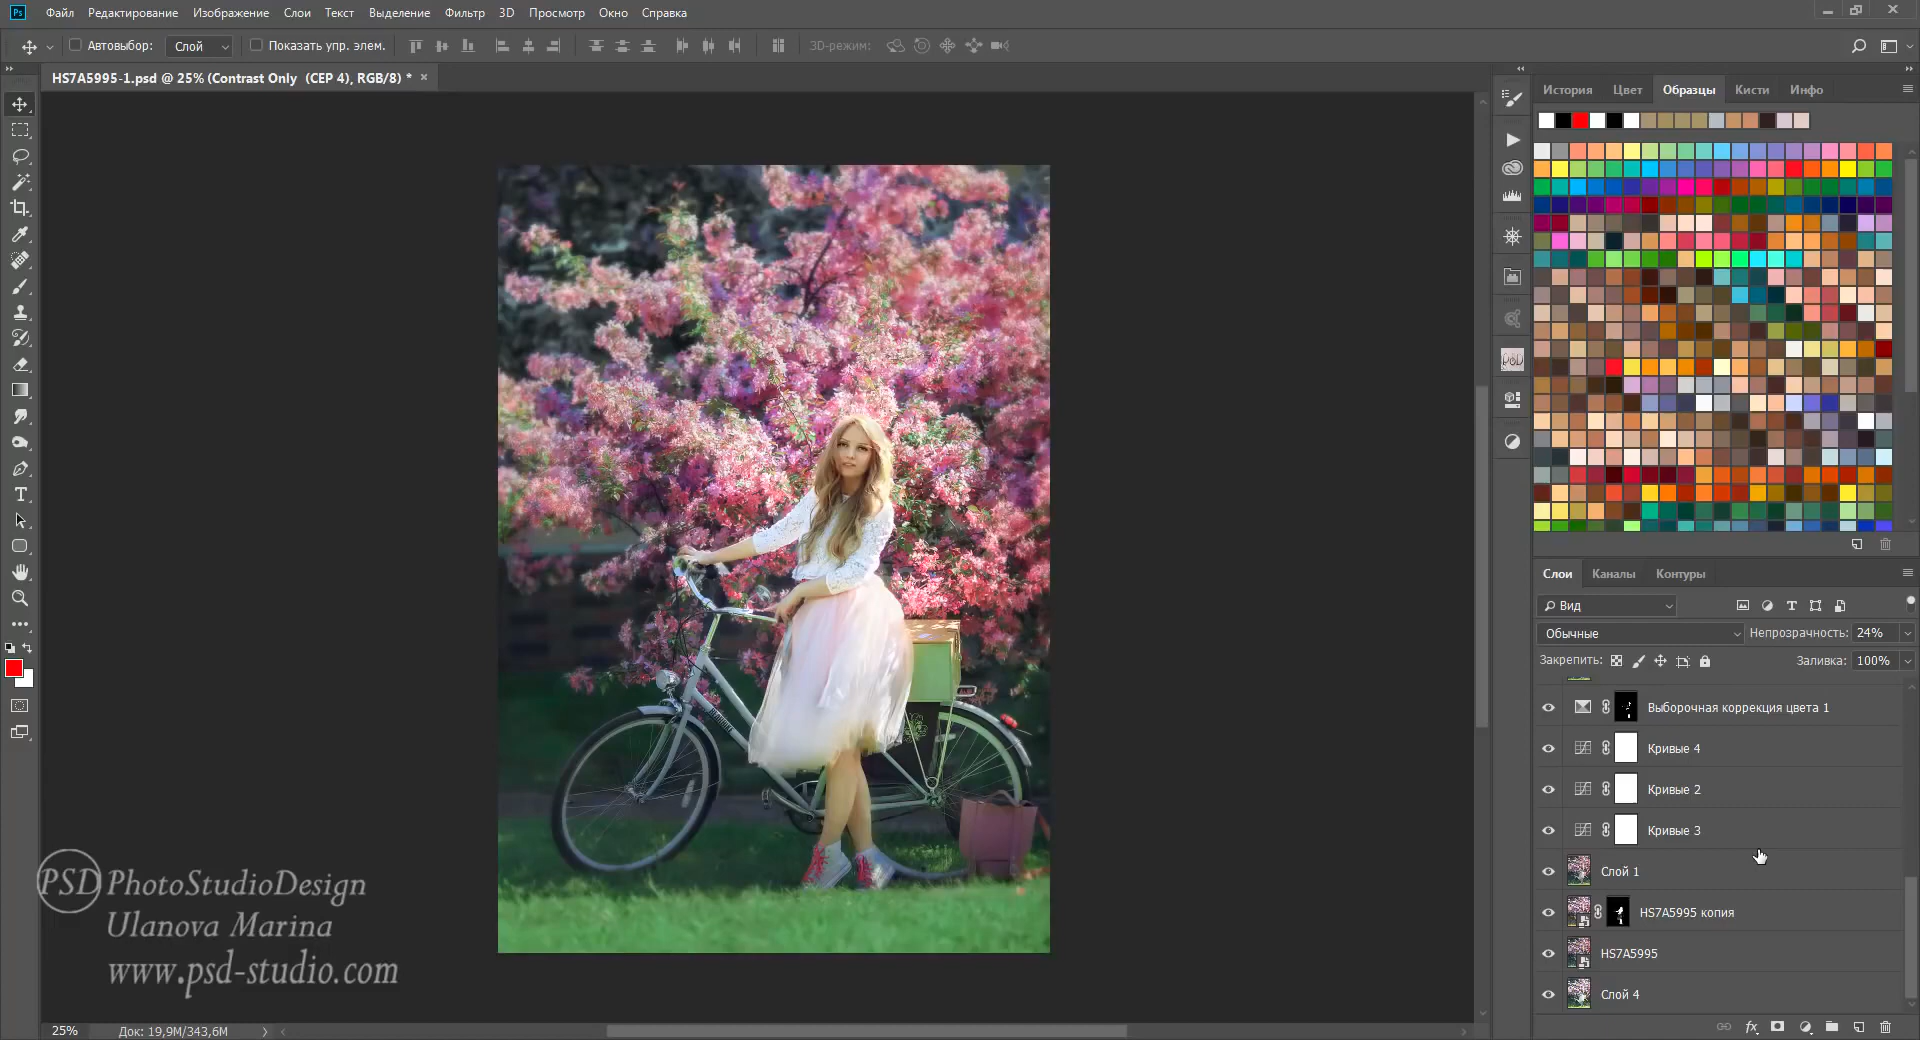 Ps
Файл Редактирование Изображение Слои Текст Выделение Фильтр 3D Просмотр Окно Справка
Автовыбор: Слой Показать упр. элем. 3D-режим:
HS7A5995-1.psd @ 25% (Contrast Only (CEP 4), RGB/8) * ×
История Цвет Образцы Кисти Инфо
Слои Каналы Контуры
Вид
Обычные Непрозрачность: 24%
Закрепить: Заливка: 100%
Выборочная коррекция цвета 1
Кривые 4
Кривые 2
Кривые 3
Слой 1
HS7A5995 копия
HS7A5995
Слой 4
PSD PhotoStudioDesign
Ulanova Marina
www.psd-studio.com
25% Док: 19,9M/343,6M